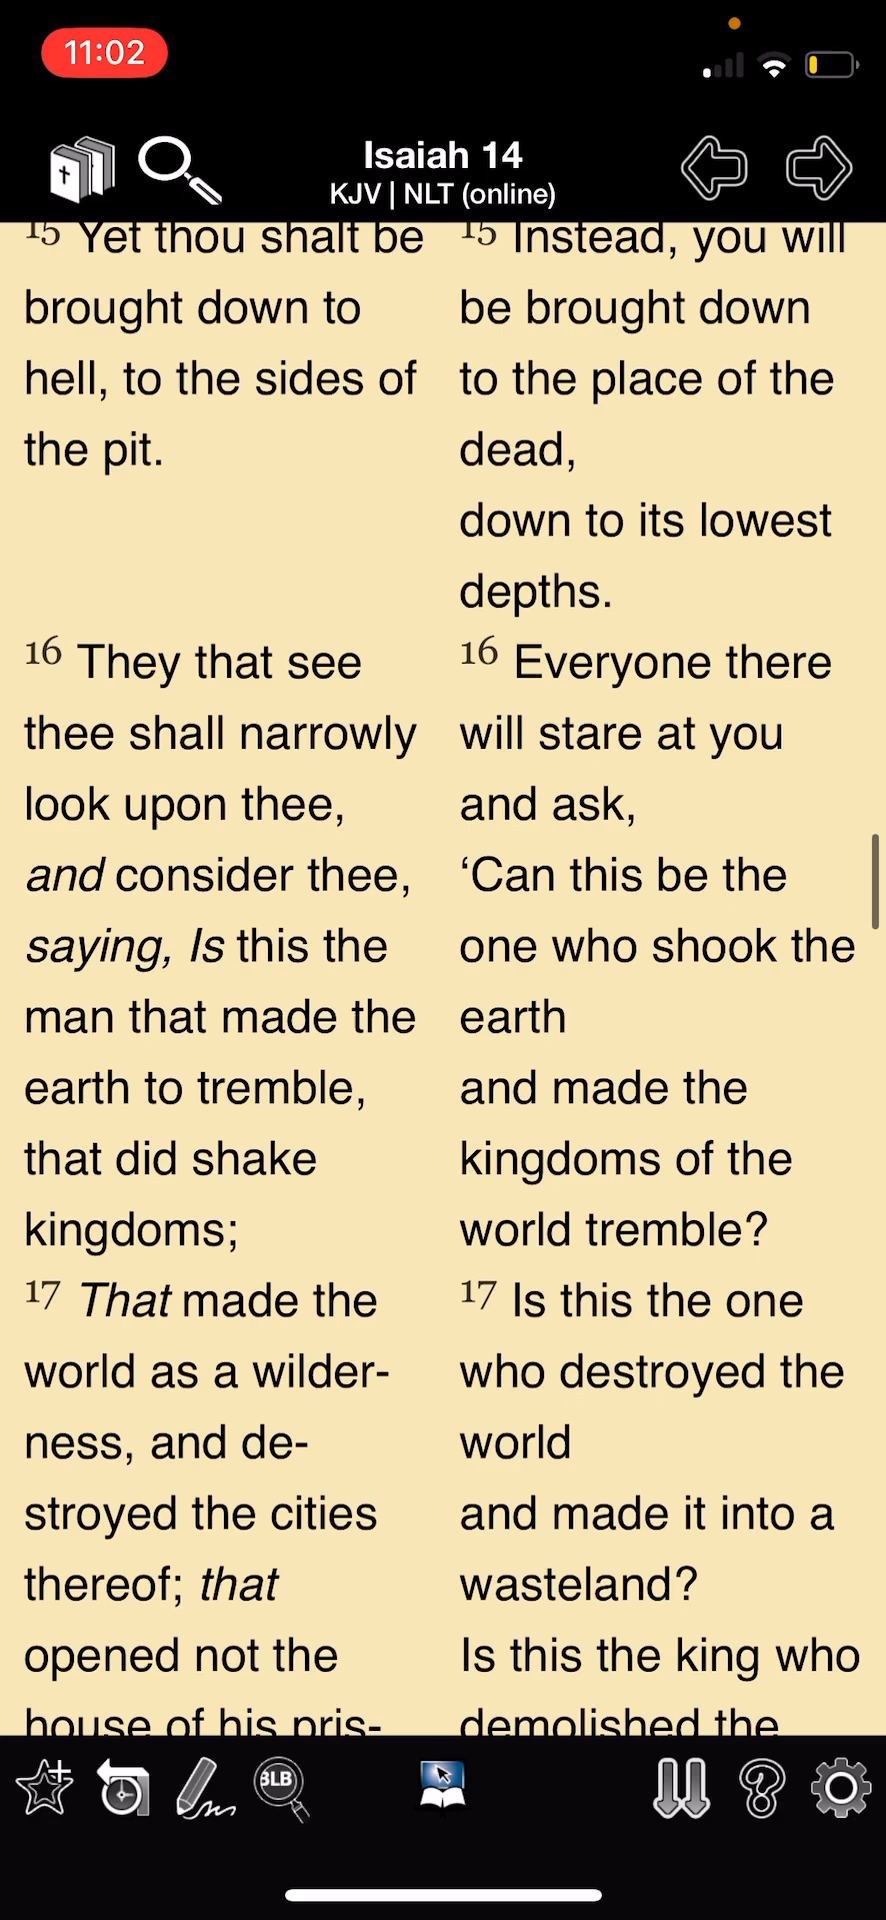 11:02
Isaiah 14
KJV | NLT (online)
15 Yet thou shalt be
brought down to
hell, to the sides of
the pit.
16 They that see
thee shall narrowly
look upon thee,
and consider thee,
saying, Is this the
man that made the
earth to tremble,
that did shake
kingdoms;
17 That made the
world as a wilder-
ness, and de-
stroyed the cities
thereof; that
opened not the
house of his pris-
15 Instead, you will
be brought down
to the place of the
dead,
down to its lowest
depths.
16 Everyone there
will stare at you
and ask,
‘Can this be the
one who shook the
earth
and made the
kingdoms of the
world tremble?
17 Is this the one
who destroyed the
world
and made it into a
wasteland?
Is this the king who
demolished the
BLB